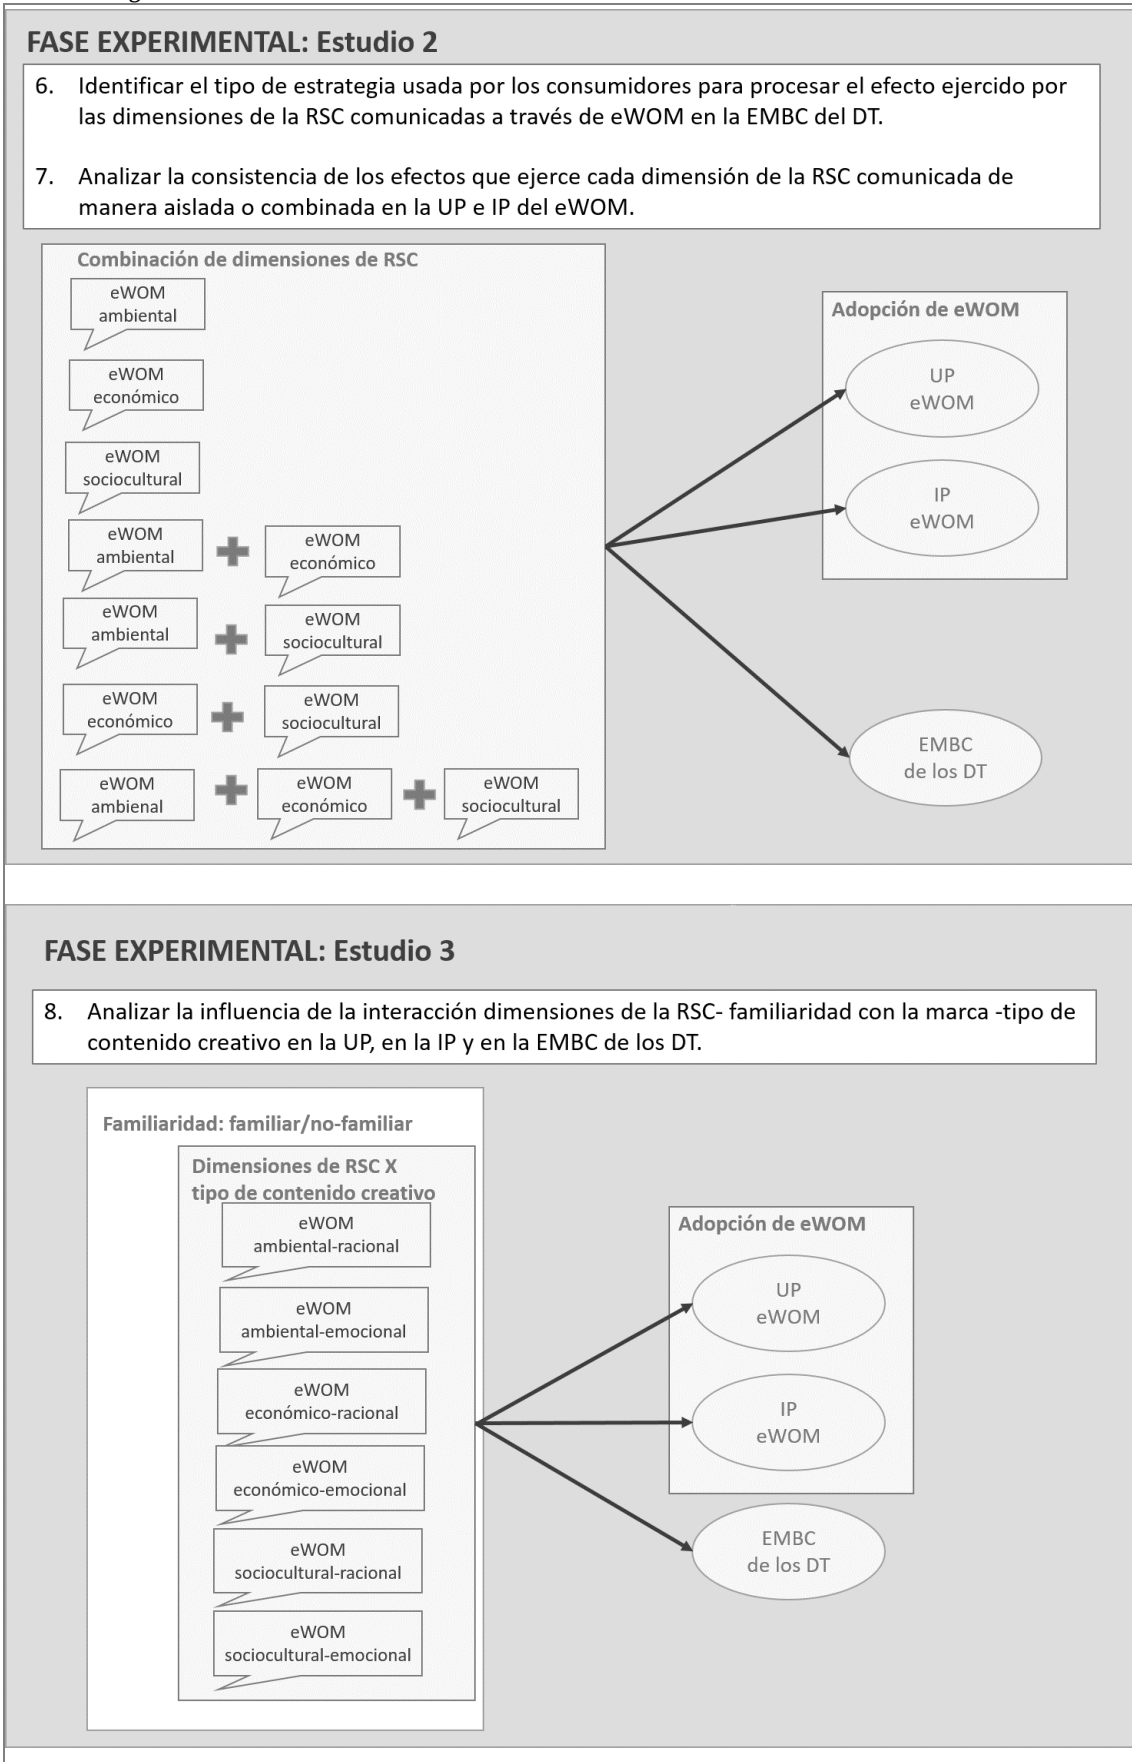 FASE EXPERIMENTAL: Estudio 2
6. Identificar el tipo de estrategia usada por los consumidores para procesar el efecto ejercido por
las dimensiones de la RSC comunicadas a través de eWOM en la EMBC del DT.
7. Analizar la consistencia de los efectos que ejerce cada dimensión de la RSC comunicada de
manera aislada o combinada en la UP e IP del eWOM.
Combinación de dimensiones de RSC
eWOM
ambiental
eWOM
económico
eWOM
sociocultural
eWOM
ambiental
eWOM
económico
eWOM
ambiental
eWOM
sociocultural
eWOM
económico
eWOM
sociocultural
eWOM
ambienal
eWOM
económico
eWOM
sociocultural
Adopción de eWOM
UP
eWOM
IP
eWOM
EMBC
de los DT
FASE EXPERIMENTAL: Estudio 3
8. Analizar la influencia de la interacción dimensiones de la RSC- familiaridad con la marca -tipo de
contenido creativo en la UP, en la IP y en la EMBC de los DT.
Familiaridad: familiar/no-familiar
Dimensiones de RSC X
tipo de contenido creativo
eWOM
ambiental-racional
eWOM
ambiental-emocional
eWOM
económico-racional
eWOM
económico-emocional
eWOM
sociocultural-racional
eWOM
sociocultural-emocional
Adopción de eWOM
UP
eWOM
IP
eWOM
EMBC
de los DT